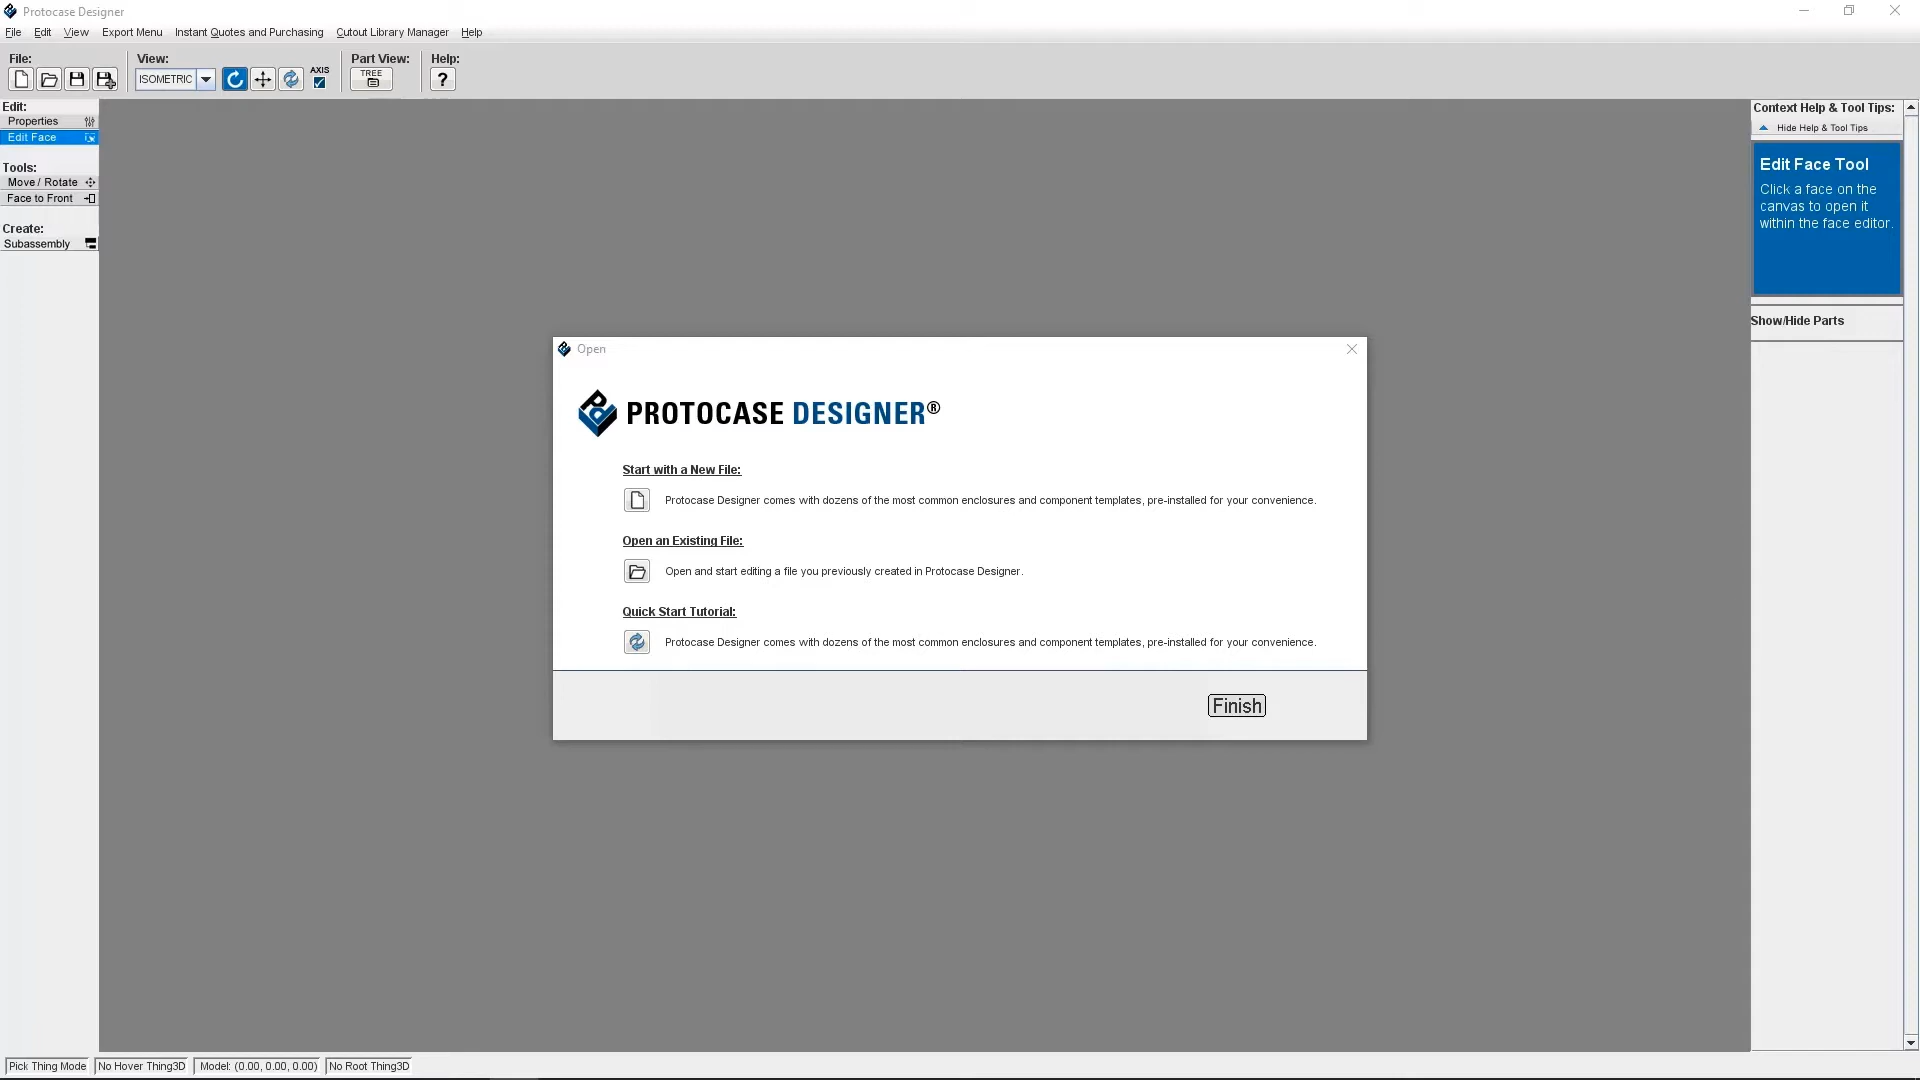 Protocase Designer
File Edit View Export Menu Instant Quotes and Purchasing Cutout Library Manager Help
File: View: Part View: Help:
ISOMETRIC AXIS TREE ?
Edit:
Properties
Edit Face
Tools:
Move / Rotate
Face to Front
Create:
Subassembly
Context Help & Tool Tips:
Hide Help & Tool Tips
Edit Face Tool
Click a face on the
canvas to open it
within the face editor.
Show/Hide Parts
Open
PROTOCASE DESIGNER®
Start with a New File:
Protocase Designer comes with dozens of the most common enclosures and component templates, pre-installed for your convenience.
Open an Existing File:
Open and start editing a file you previously created in Protocase Designer.
Quick Start Tutorial:
Protocase Designer comes with dozens of the most common enclosures and component templates, pre-installed for your convenience.
Finish
Pick Thing Mode No Hover Thing3D Model: (0.00, 0.00, 0.00) No Root Thing3D